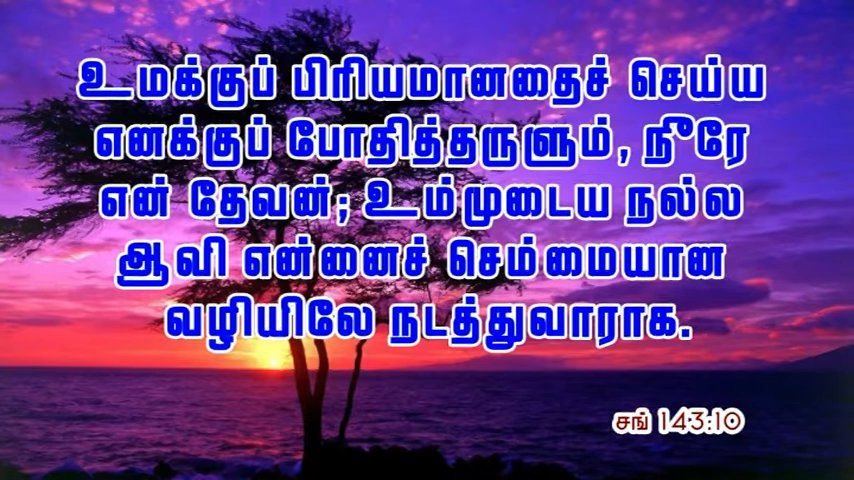 உமக்குப் பிரியமானதைச் செய்ய
எனக்குப் போதித்தருளும், நீரே
என் தேவன்; உம்முடைய நல்ல
ஆவி என்னைச் செம்மையான
வழியிலே நடத்துவாராக.
சங் 143:10